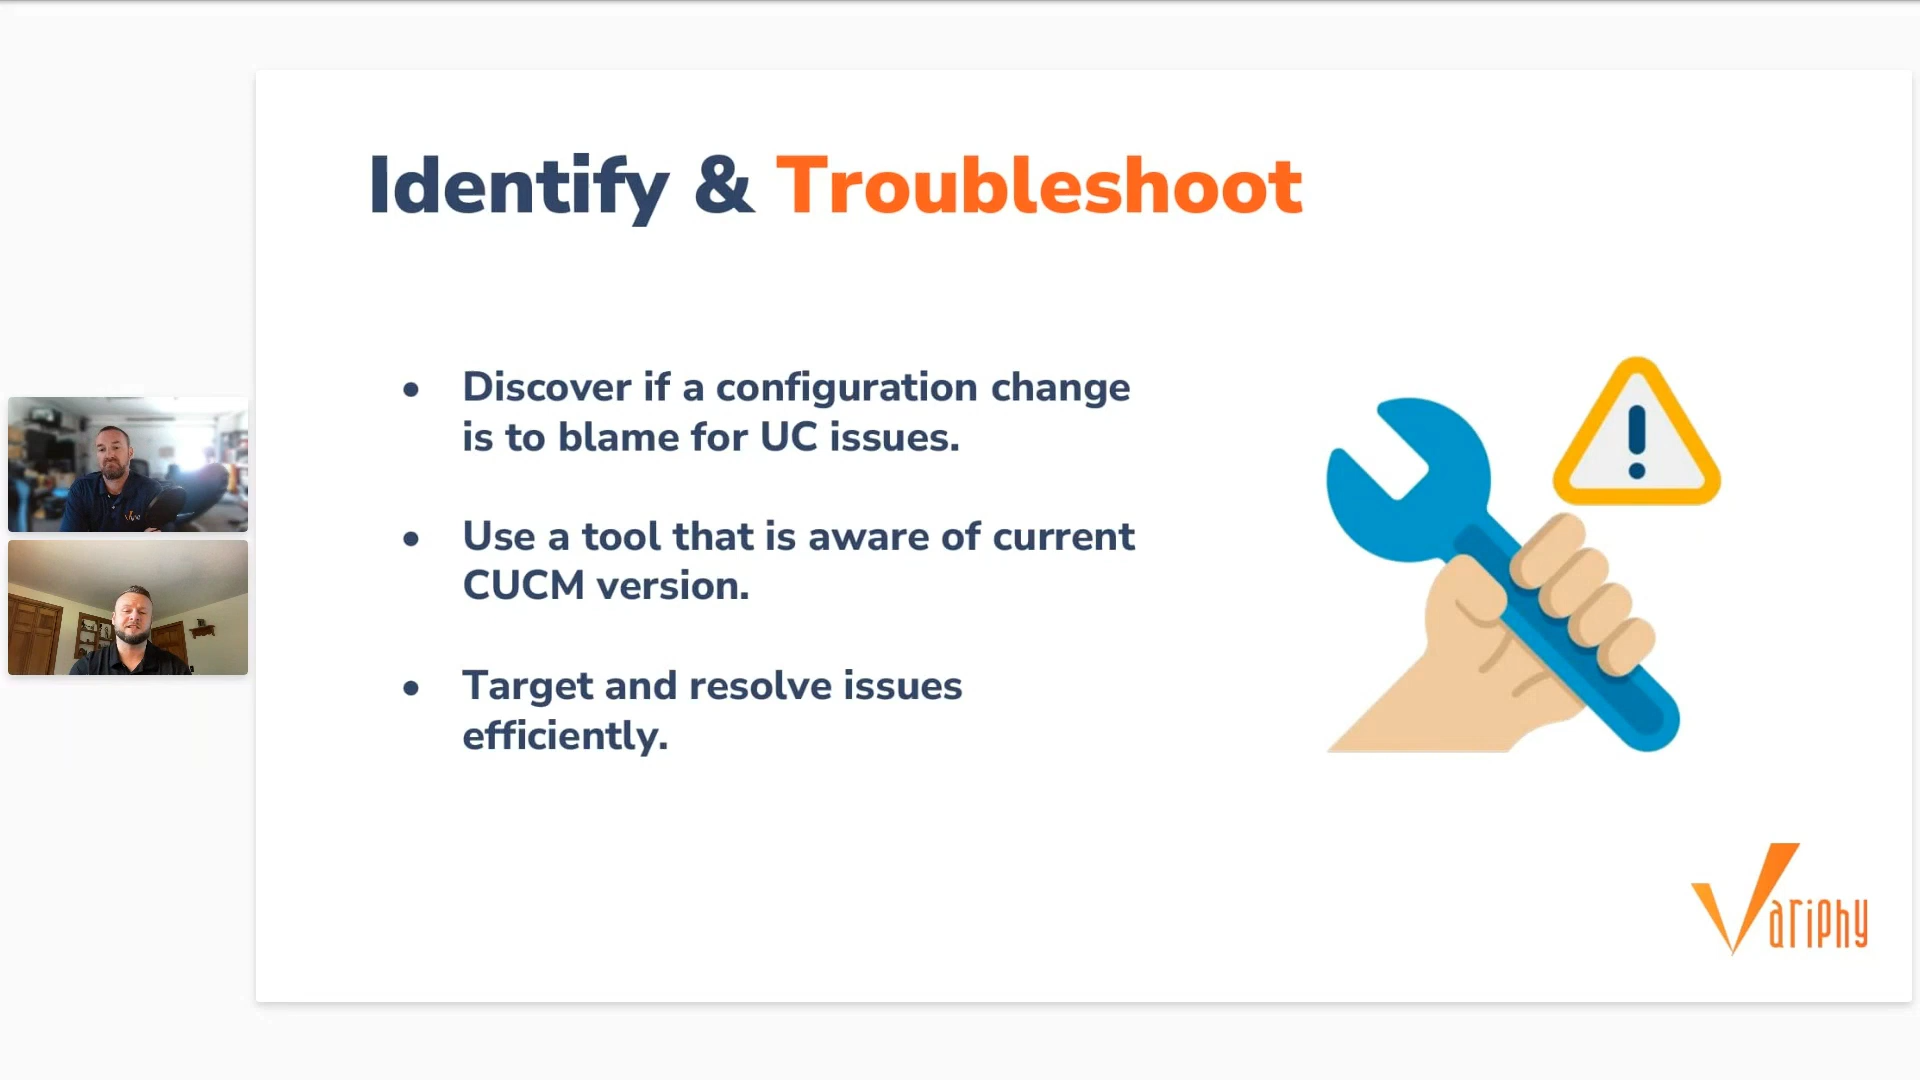 Identify & Troubleshoot
● Discover if a configuration change
is to blame for UC issues.
● Use a tool that is aware of current
CUCM version.
● Target and resolve issues
efficiently.
Variphy